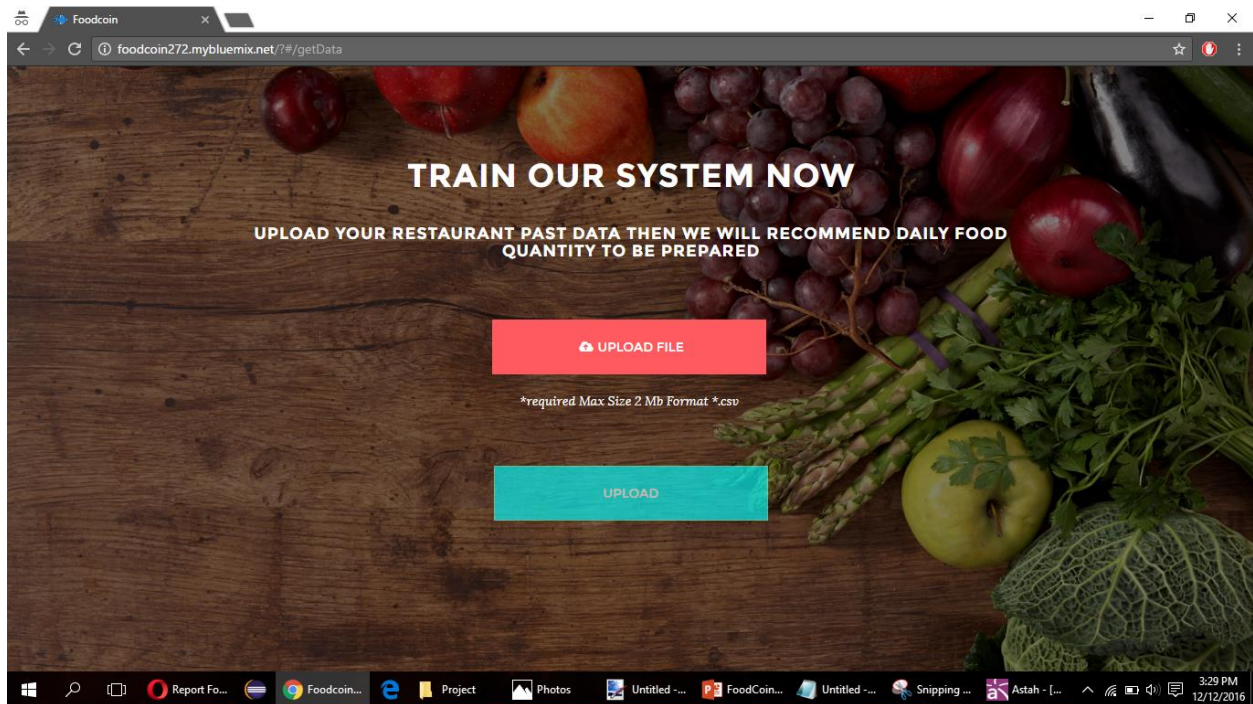 Foodcoin
foodcoin272.mybluemix.net/?#/getData
TRAIN OUR SYSTEM NOW
UPLOAD YOUR RESTAURANT PAST DATA THEN WE WILL RECOMMEND DAILY FOOD
QUANTITY TO BE PREPARED
UPLOAD FILE
*required Max Size 2 Mb Format *.csv
UPLOAD
Report Fo... Foodcoin... Project Photos Untitled -... FoodCoin... Untitled -... Snipping ... Astah - [... 3:29 PM
12/12/2016